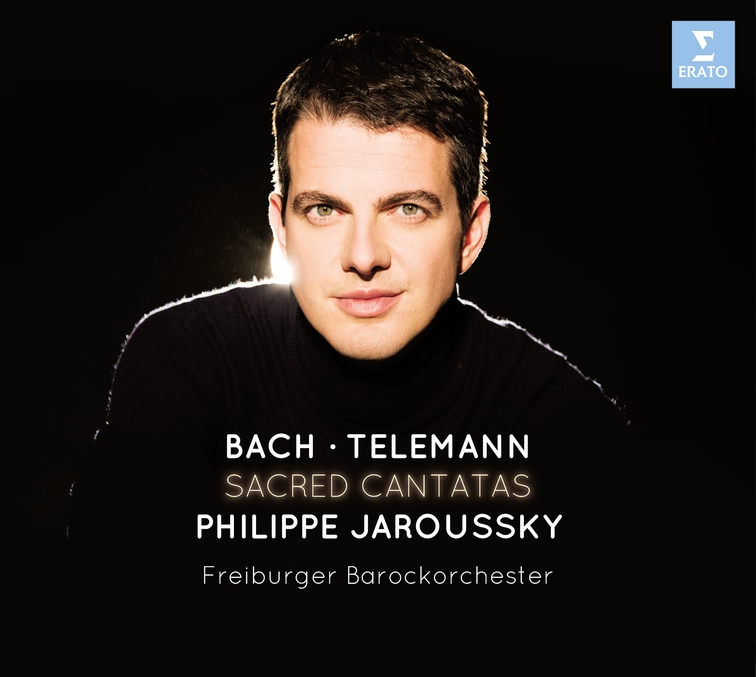 ERATO
BACH · TELEMANN
SACRED CANTATAS
PHILIPPE JAROUSSKY
Freiburger Barockorchester